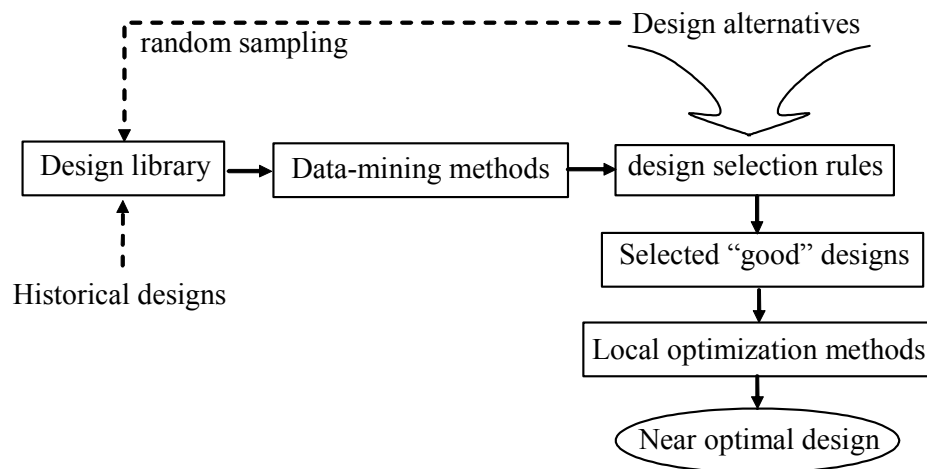 Design alternatives
random sampling
Design library
Data-mining methods
design selection rules
Selected “good” designs
Historical designs
Local optimization methods
Near optimal design